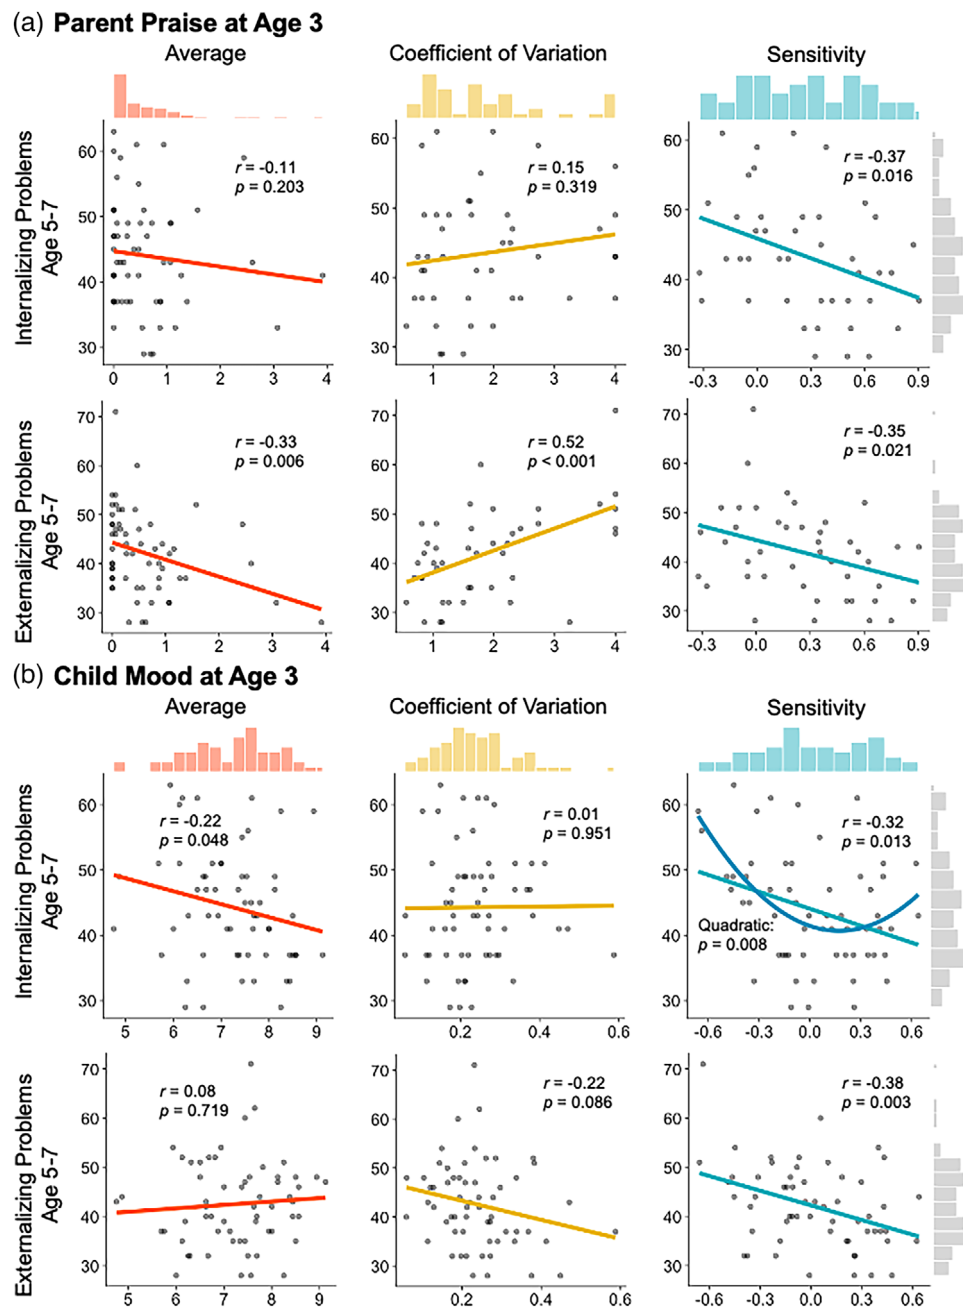 (a) Parent Praise at Age 3
Average
Coefficient of Variation
Sensitivity
Internalizing Problems
Age 5-7
60
50
40
30
r = -0.11
p = 0.203
0 1 2 3 4
60
50
40
30
r = 0.15
p = 0.319
1 2 3 4
60
50
40
30
r = -0.37
p = 0.016
-0.3 0.0 0.3 0.6 0.9
Externalizing Problems
Age 5-7
70
60
50
40
30
r = -0.33
p = 0.006
0 1 2 3 4
70
60
50
40
30
r = 0.52
p < 0.001
1 2 3 4
70
60
50
40
30
r = -0.35
p = 0.021
-0.3 0.0 0.3 0.6 0.9
(b) Child Mood at Age 3
Average
Coefficient of Variation
Sensitivity
Internalizing Problems
Age 5-7
60
50
40
30
r = -0.22
p = 0.048
5 6 7 8 9
60
50
40
30
r = 0.01
p = 0.951
0.2 0.4 0.6
60
50
40
30
r = -0.32
p = 0.013
Quadratic:
p = 0.008
-0.6 -0.3 0.0 0.3 0.6
Externalizing Problems
Age 5-7
70
60
50
40
30
r = 0.08
p = 0.719
5 6 7 8 9
70
60
50
40
30
r = -0.22
p = 0.086
0.2 0.4 0.6
70
60
50
40
30
r = -0.38
p = 0.003
-0.6 -0.3 0.0 0.3 0.6